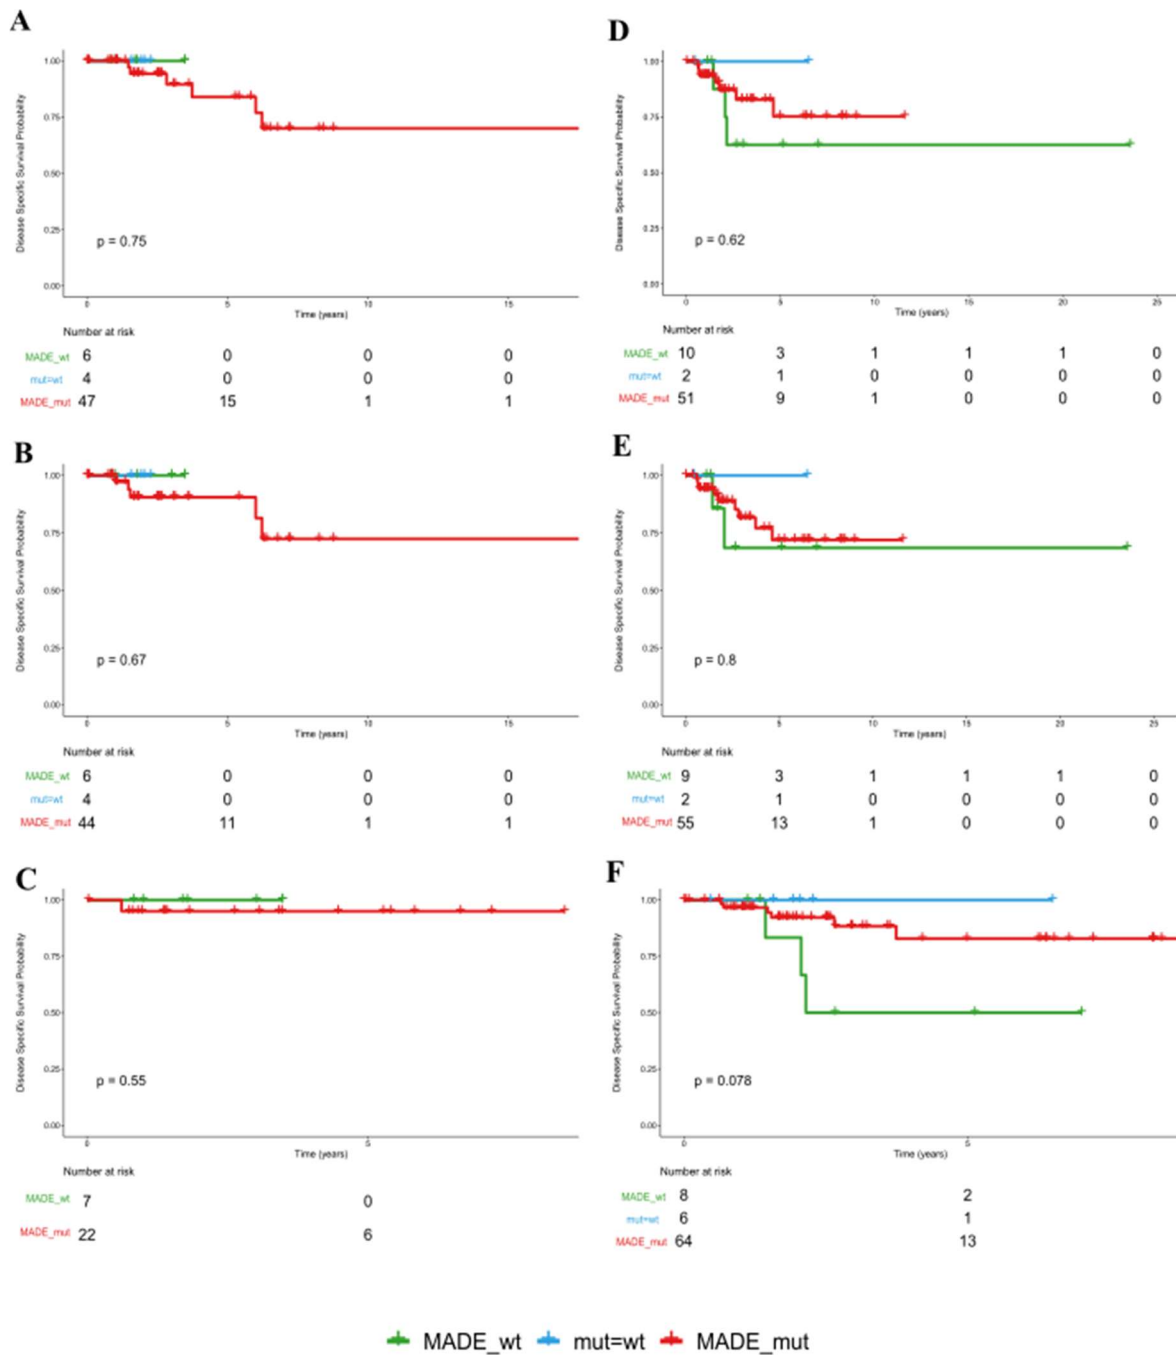 A
Disease Specific Survival Probability
1.00
0.75
0.50
0.25
0.00
p = 0.75
0 5 10 15
Time (years)
Number at risk
MADE_wt 6 0 0 0
mut=wt 4 0 0 0
MADE_mut 47 15 1 1
B
Disease Specific Survival Probability
1.00
0.75
0.50
0.25
0.00
p = 0.67
0 5 10 15
Time (years)
Number at risk
MADE_wt 6 0 0 0
mut=wt 4 0 0 0
MADE_mut 44 11 1 1
C
Disease Specific Survival Probability
1.00
0.75
0.50
0.25
0.00
p = 0.55
0 5
Time (years)
Number at risk
MADE_wt 7 0
MADE_mut 22 6
D
Disease Specific Survival Probability
1.00
0.75
0.50
0.25
0.00
p = 0.62
0 5 10 15 20 25
Time (years)
Number at risk
MADE_wt 10 3 1 1 1 0
mut=wt 2 1 0 0 0 0
MADE_mut 51 9 1 0 0 0
E
Disease Specific Survival Probability
1.00
0.75
0.50
0.25
0.00
p = 0.8
0 5 10 15 20 25
Time (years)
Number at risk
MADE_wt 9 3 1 1 1 0
mut=wt 2 1 0 0 0 0
MADE_mut 55 13 1 0 0 0
F
Disease Specific Survival Probability
1.00
0.75
0.50
0.25
0.00
p = 0.078
0 5
Time (years)
Number at risk
MADE_wt 8 2
mut=wt 6 1
MADE_mut 64 13
MADE_wt mut=wt MADE_mut